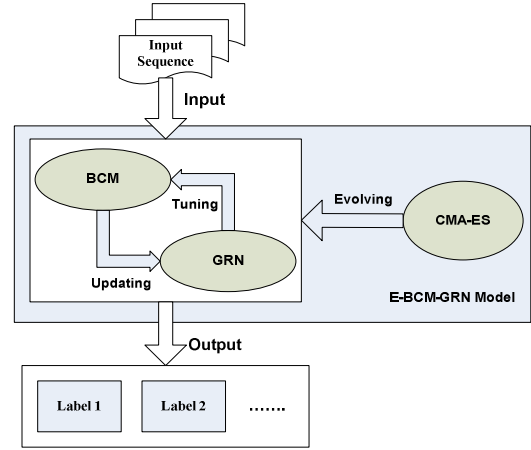 Input
Sequence
Input
BCM
Tuning
Evolving
CMA-ES
GRN
Updating
E-BCM-GRN Model
Output
Label 1
Label 2
.......